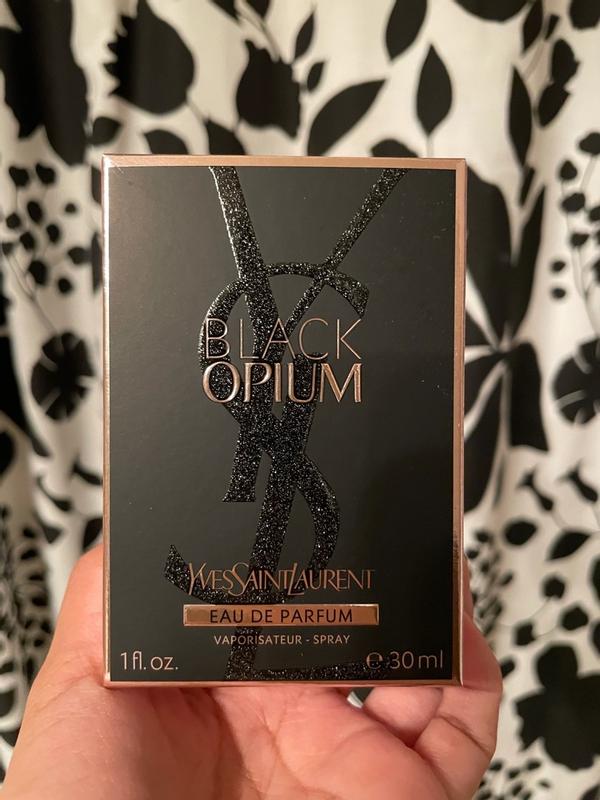 BLACK
OPIUM
YVESSAINTLAURENT
EAU DE PARFUM
VAPORISATEUR - SPRAY
1 fl. oz. ℮ 30 ml